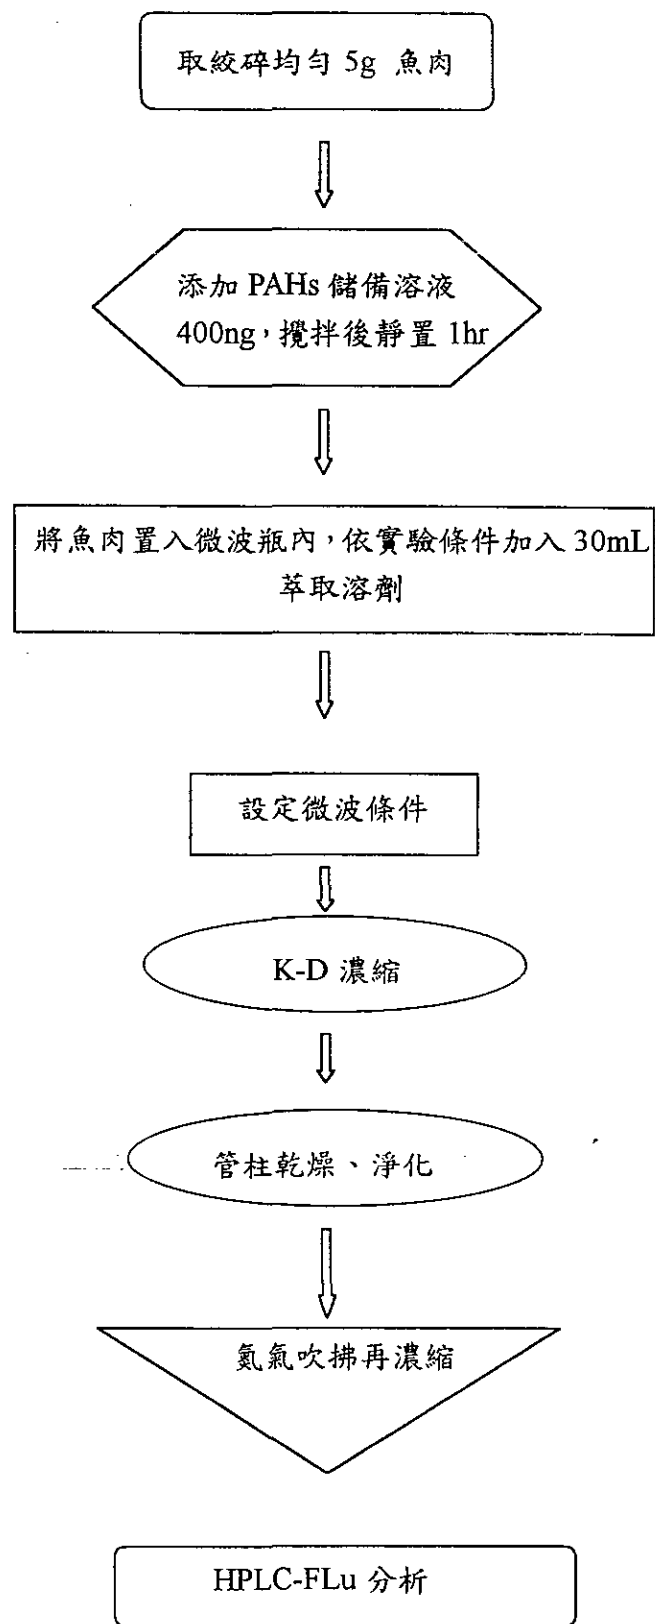 取絞碎均勻 5g 魚肉
添加 PAHs 儲備溶液
400ng,攪拌後靜置 1hr
將魚肉置入微波瓶內,依實驗條件加入 30mL
萃取溶劑
設定微波條件
K-D 濃縮
管柱乾燥、淨化
氮氣吹拂再濃縮
HPLC-FLu 分析